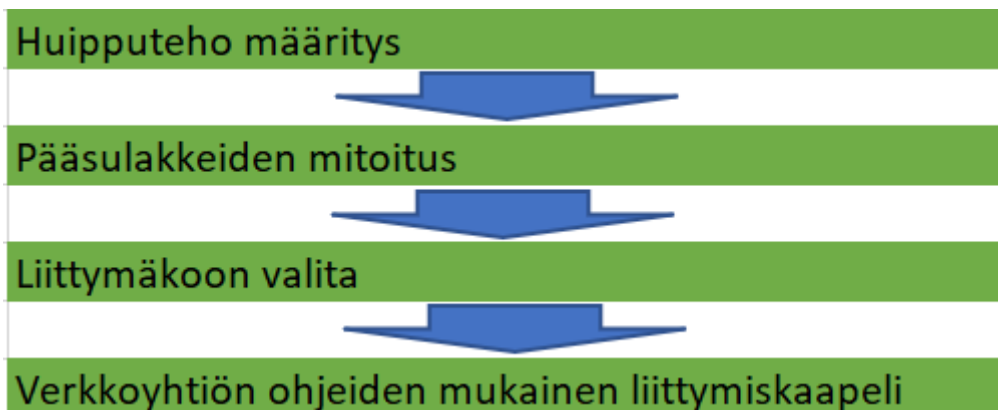 Huipputeho määritys
Pääsulakkeiden mitoitus
Liittymäkoon valita
Verkkoyhtiön ohjeiden mukainen liittymiskaapeli